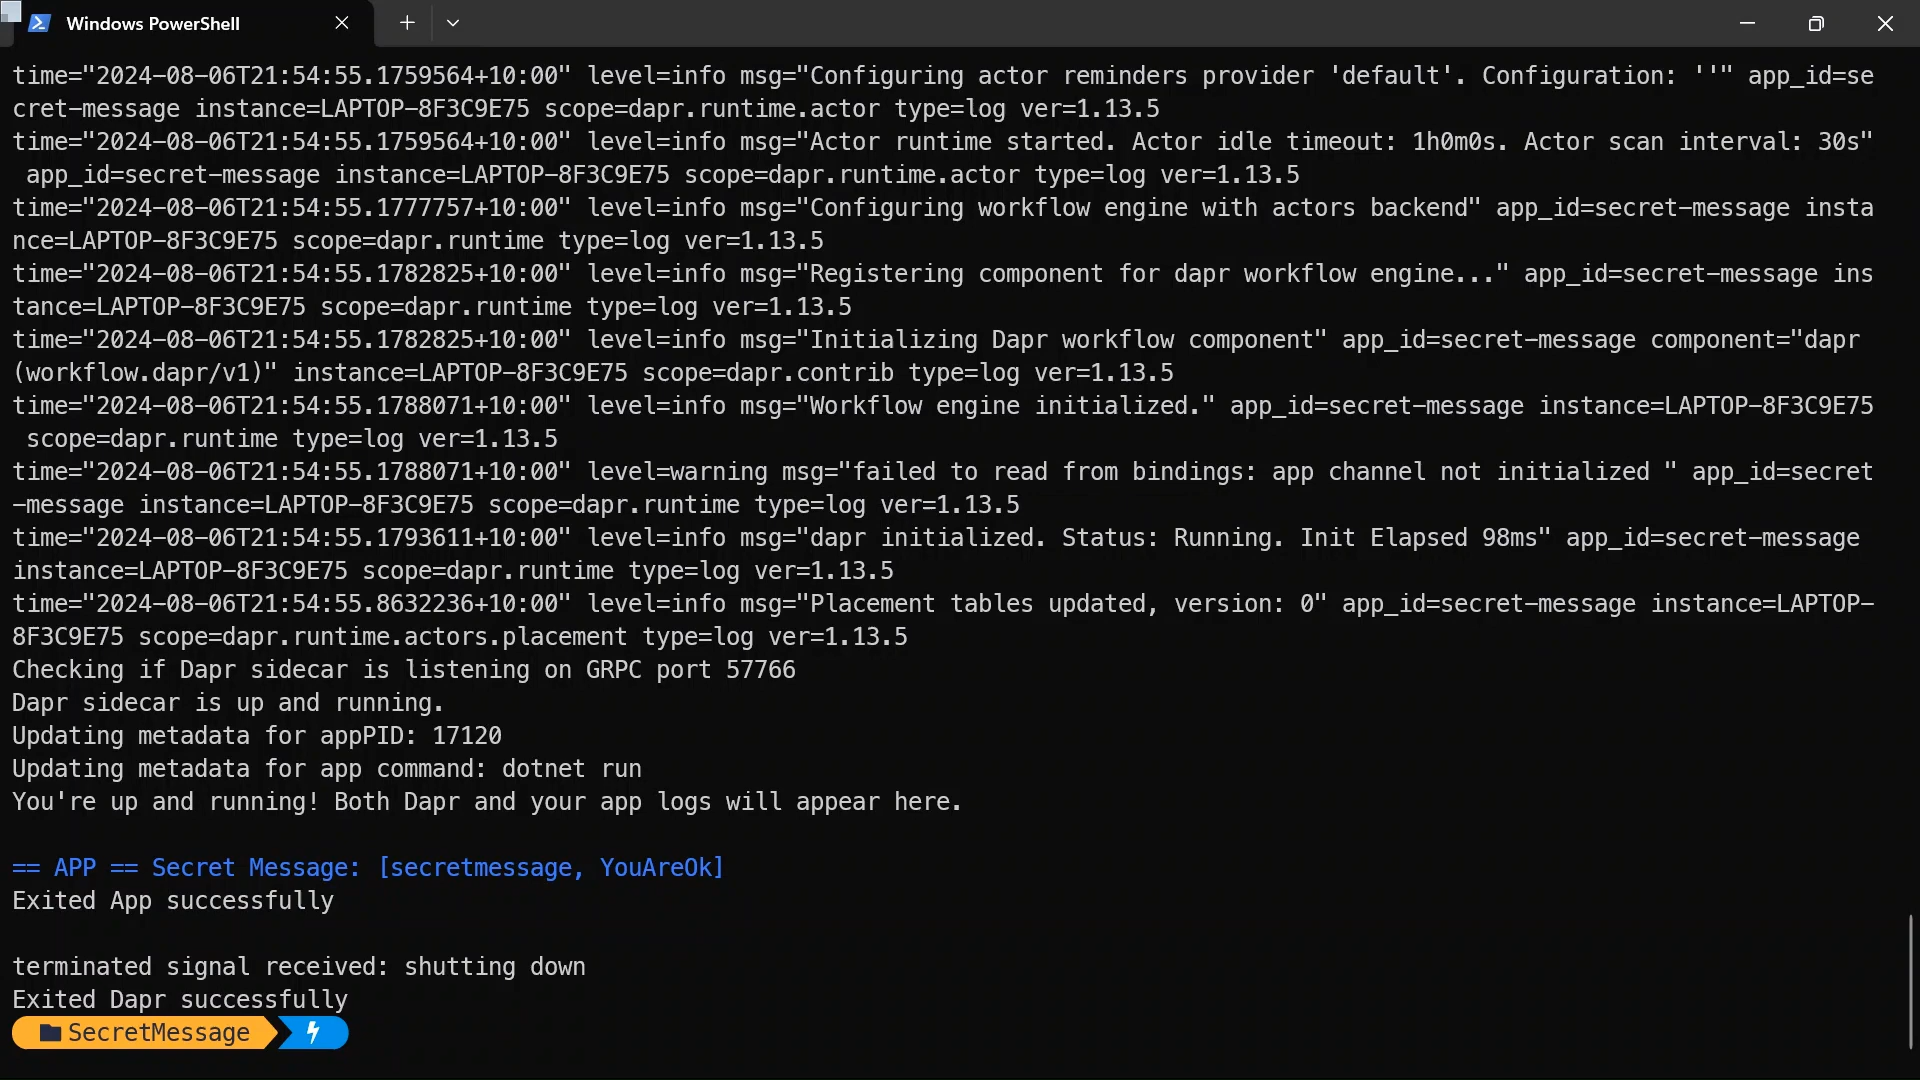 Windows PowerShell
time="2024-08-06T21:54:55.1759564+10:00" level=info msg="Configuring actor reminders provider 'default'. Configuration: ''" app_id=se
cret-message instance=LAPTOP-8F3C9E75 scope=dapr.runtime.actor type=log ver=1.13.5
time="2024-08-06T21:54:55.1759564+10:00" level=info msg="Actor runtime started. Actor idle timeout: 1h0m0s. Actor scan interval: 30s"
 app_id=secret-message instance=LAPTOP-8F3C9E75 scope=dapr.runtime.actor type=log ver=1.13.5
time="2024-08-06T21:54:55.1777757+10:00" level=info msg="Configuring workflow engine with actors backend" app_id=secret-message insta
nce=LAPTOP-8F3C9E75 scope=dapr.runtime type=log ver=1.13.5
time="2024-08-06T21:54:55.1782825+10:00" level=info msg="Registering component for dapr workflow engine..." app_id=secret-message ins
tance=LAPTOP-8F3C9E75 scope=dapr.runtime type=log ver=1.13.5
time="2024-08-06T21:54:55.1782825+10:00" level=info msg="Initializing Dapr workflow component" app_id=secret-message component="dapr
(workflow.dapr/v1)" instance=LAPTOP-8F3C9E75 scope=dapr.contrib type=log ver=1.13.5
time="2024-08-06T21:54:55.1788071+10:00" level=info msg="Workflow engine initialized." app_id=secret-message instance=LAPTOP-8F3C9E75
 scope=dapr.runtime type=log ver=1.13.5
time="2024-08-06T21:54:55.1788071+10:00" level=warning msg="failed to read from bindings: app channel not initialized " app_id=secret
-message instance=LAPTOP-8F3C9E75 scope=dapr.runtime type=log ver=1.13.5
time="2024-08-06T21:54:55.1793611+10:00" level=info msg="dapr initialized. Status: Running. Init Elapsed 98ms" app_id=secret-message
instance=LAPTOP-8F3C9E75 scope=dapr.runtime type=log ver=1.13.5
time="2024-08-06T21:54:55.8632236+10:00" level=info msg="Placement tables updated, version: 0" app_id=secret-message instance=LAPTOP-
8F3C9E75 scope=dapr.runtime.actors.placement type=log ver=1.13.5
Checking if Dapr sidecar is listening on GRPC port 57766
Dapr sidecar is up and running.
Updating metadata for appPID: 17120
Updating metadata for app command: dotnet run
You're up and running! Both Dapr and your app logs will appear here.

== APP == Secret Message: [secretmessage, YouAreOk]
Exited App successfully

terminated signal received: shutting down
Exited Dapr successfully
SecretMessage